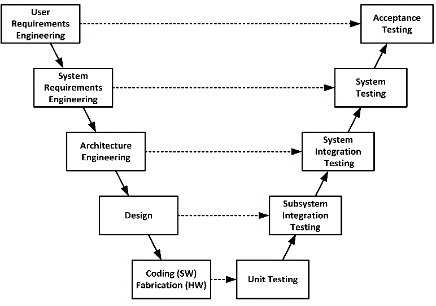 User
Requirements
Engineering
Acceptance
Testing
System
Requirements
Engineering
System
Testing
Architecture
Engineering
System
Integration
Testing
Design
Subsystem
Integration
Testing
Coding (SW)
Fabrication (HW)
Unit Testing